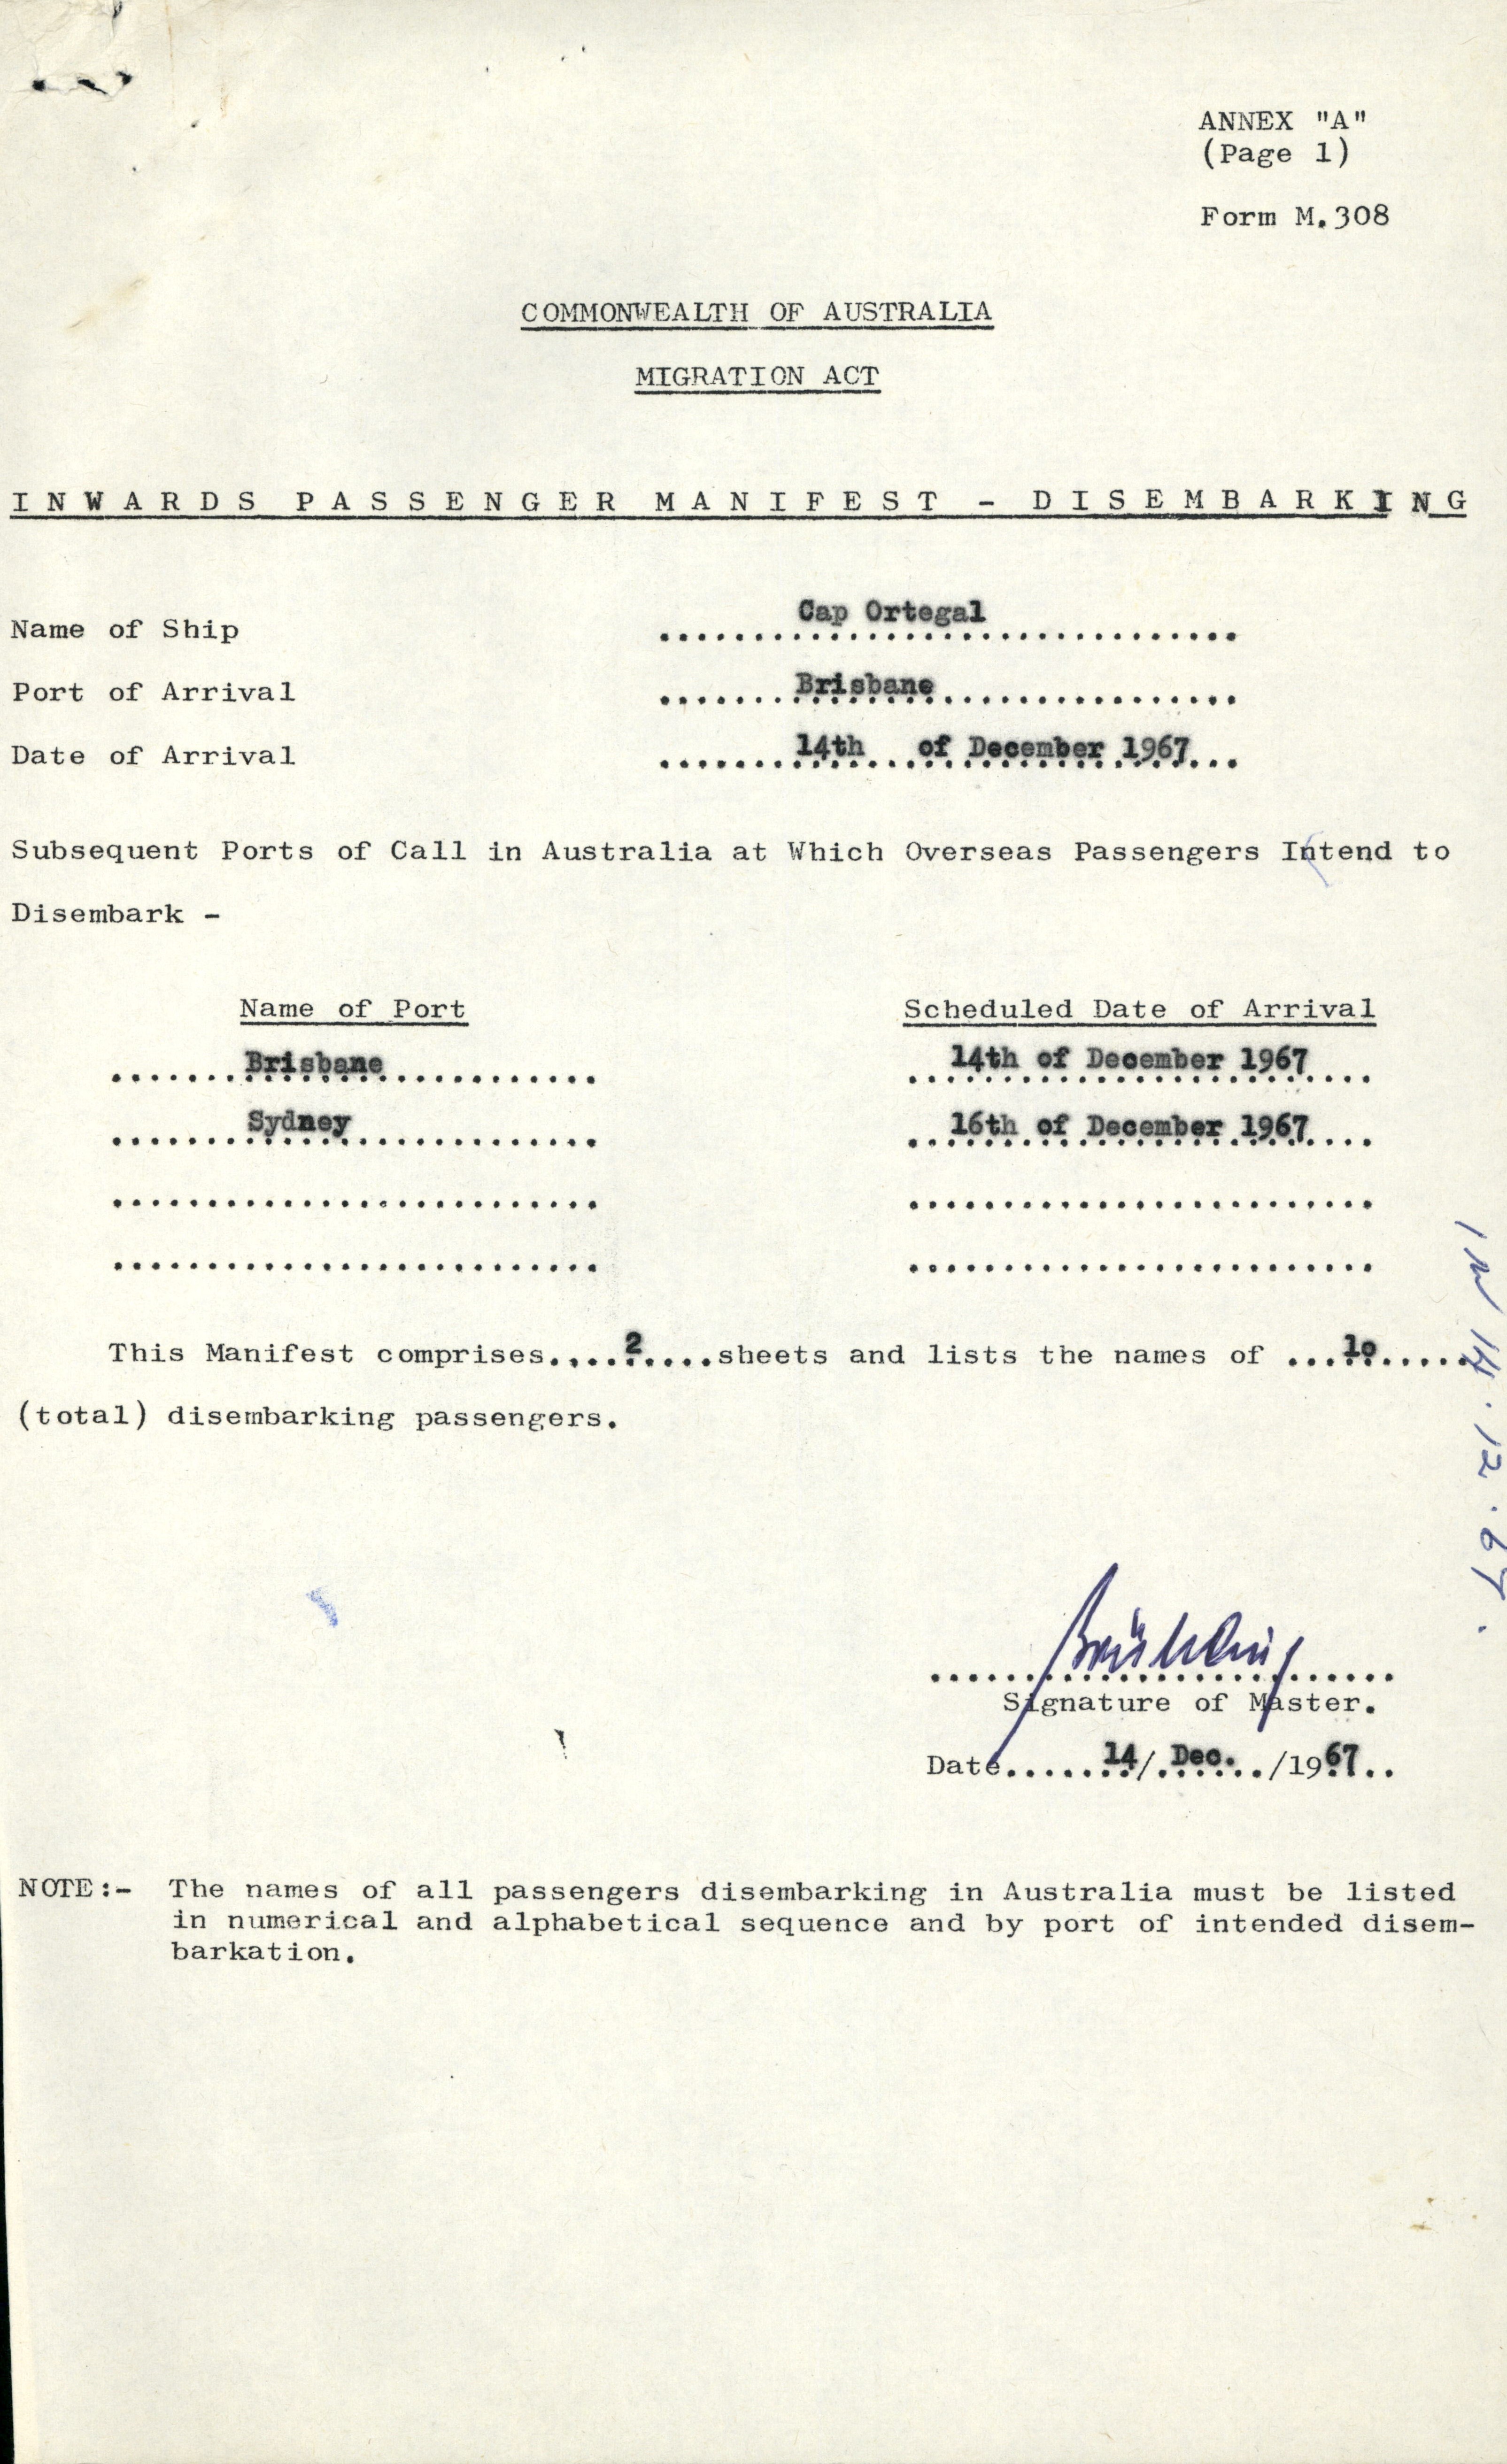 ANNEX "A"
(Page 1)
Form M.308
COMMONWEALTH OF AUSTRALIA
MIGRATION ACT
INWARDS PASSENGER MANIFEST - DISEMBARKING
Name of Ship Cap Ortegal
Port of Arrival Brisbane
Date of Arrival 14th of December 1967
Subsequent Ports of Call in Australia at Which Overseas Passengers Intend to
Disembark -
Name of Port Scheduled Date of Arrival
Brisbane 14th of December 1967
Sydney 16th of December 1967
This Manifest comprises.....2.....sheets and lists the names of ...lo.....
(total) disembarking passengers.
Signature of Master.
Date.......14/.Dec. ../1967..
NOTE:- The names of all passengers disembarking in Australia must be listed
in numerical and alphabetical sequence and by port of intended disem-
barkation.
IN 14.12.67.